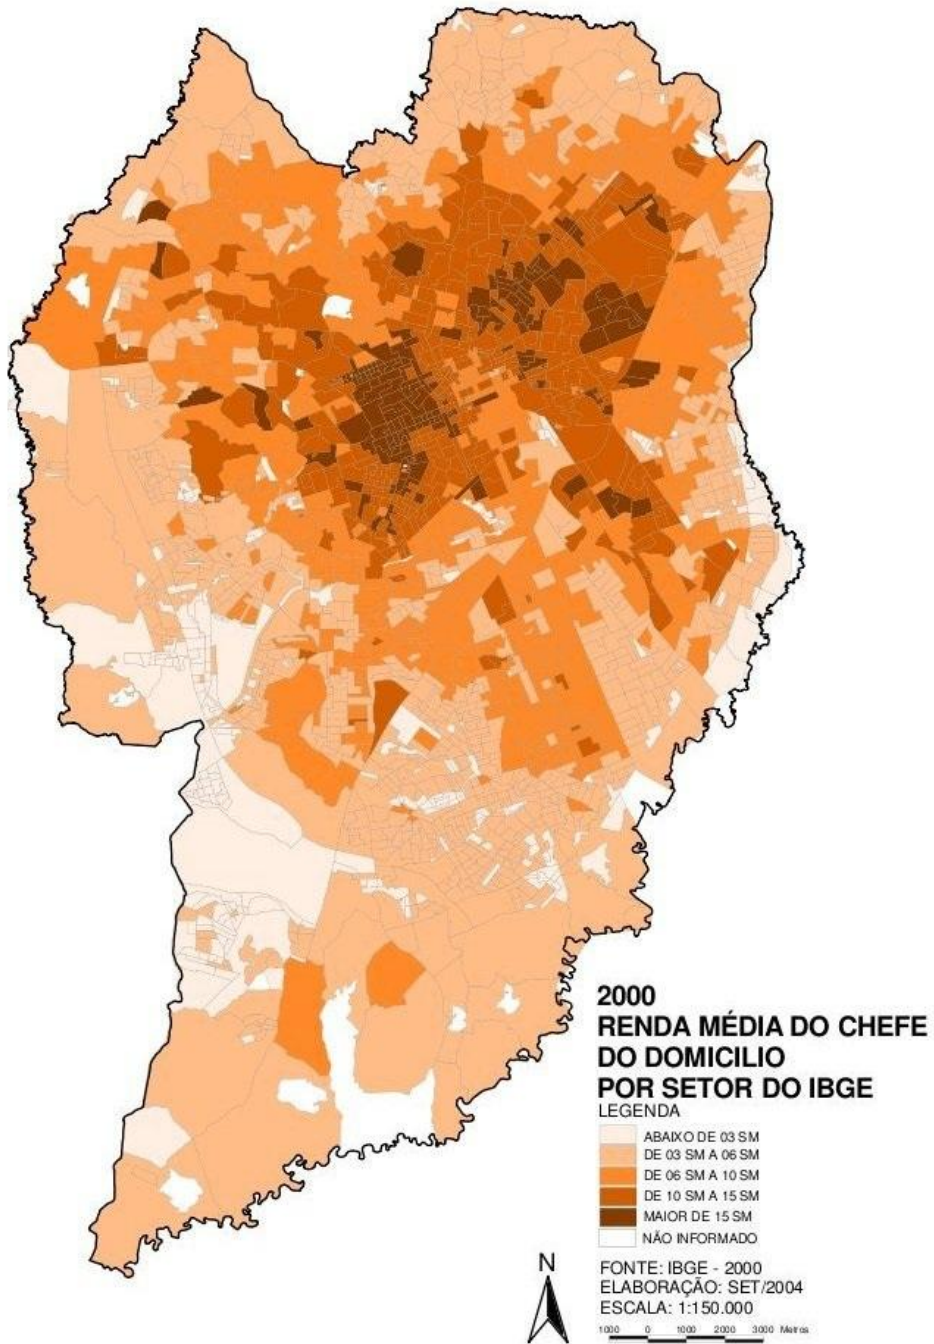 2000
RENDA MÉDIA DO CHEFE
DO DOMICILIO
POR SETOR DO IBGE
LEGENDA
ABAIXO DE 03 SM
DE 03 SM A 06 SM
DE 06 SM A 10 SM
DE 10 SM A 15 SM
MAIOR DE 15 SM
NÃO INFORMADO
N
FONTE: IBGE - 2000
ELABORAÇÃO: SET/2004
ESCALA: 1:150.000
1000 0 1000 2000 3000 Metros